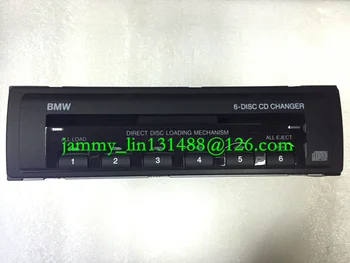 BMW 6-DISC CD CHANGER
DIRECT DISC LOADING MECHANISM
ALL LOAD ALL EJECT
jammy_lin131488@126.com
1 2 3 4 5 6